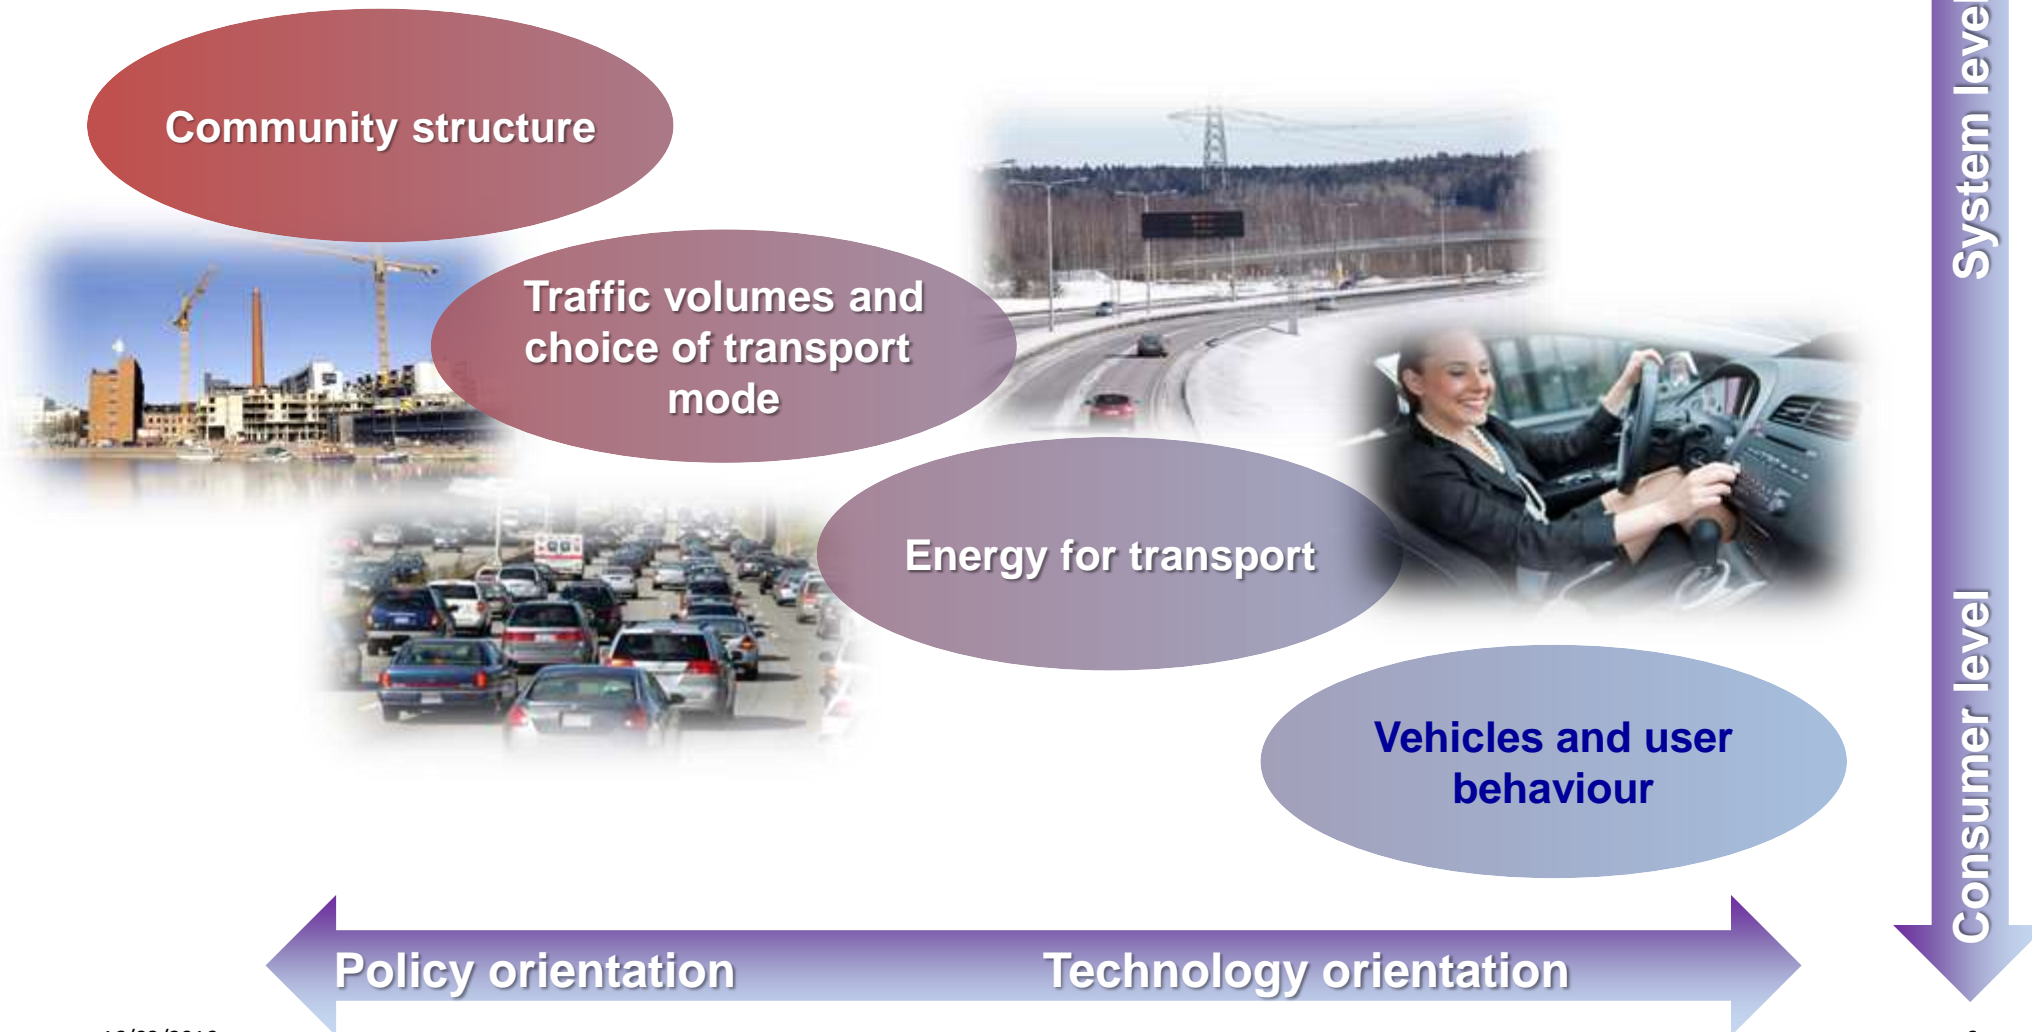 Community structure
Traffic volumes and
choice of transport
mode
Energy for transport
Vehicles and user
behaviour
System level
Consumer level
Policy orientation
Technology orientation